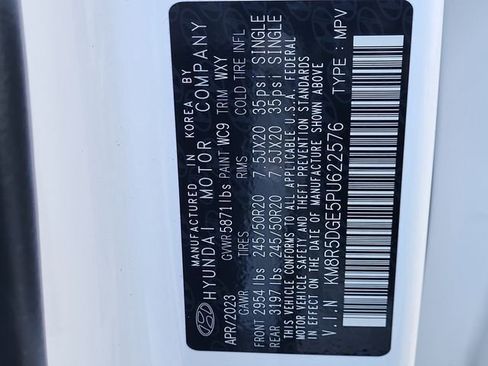 MANUFACTURED IN KOREA BY
HYUNDAI MOTOR COMPANY
APR/2023 GVWR 5871 lbs PAINT WC9 TRIM WXY
GAWR TIRES RIMS COLD TIRE INFL
FRONT 2954 lbs 245/50R20 7.5JX20 35psi SINGLE
REAR 3197 lbs 245/50R20 7.5JX20 35psi SINGLE
THIS VEHICLE CONFORMS TO ALL APPLICABLE U.S.A. FEDERAL
MOTOR VEHICLE SAFETY AND THEFT PREVENTION STANDARDS
IN EFFECT ON THE DATE OF MANUFACTURE SHOWN ABOVE.
V.I.N KM8R5DGE5PU622576 TYPE : MPV